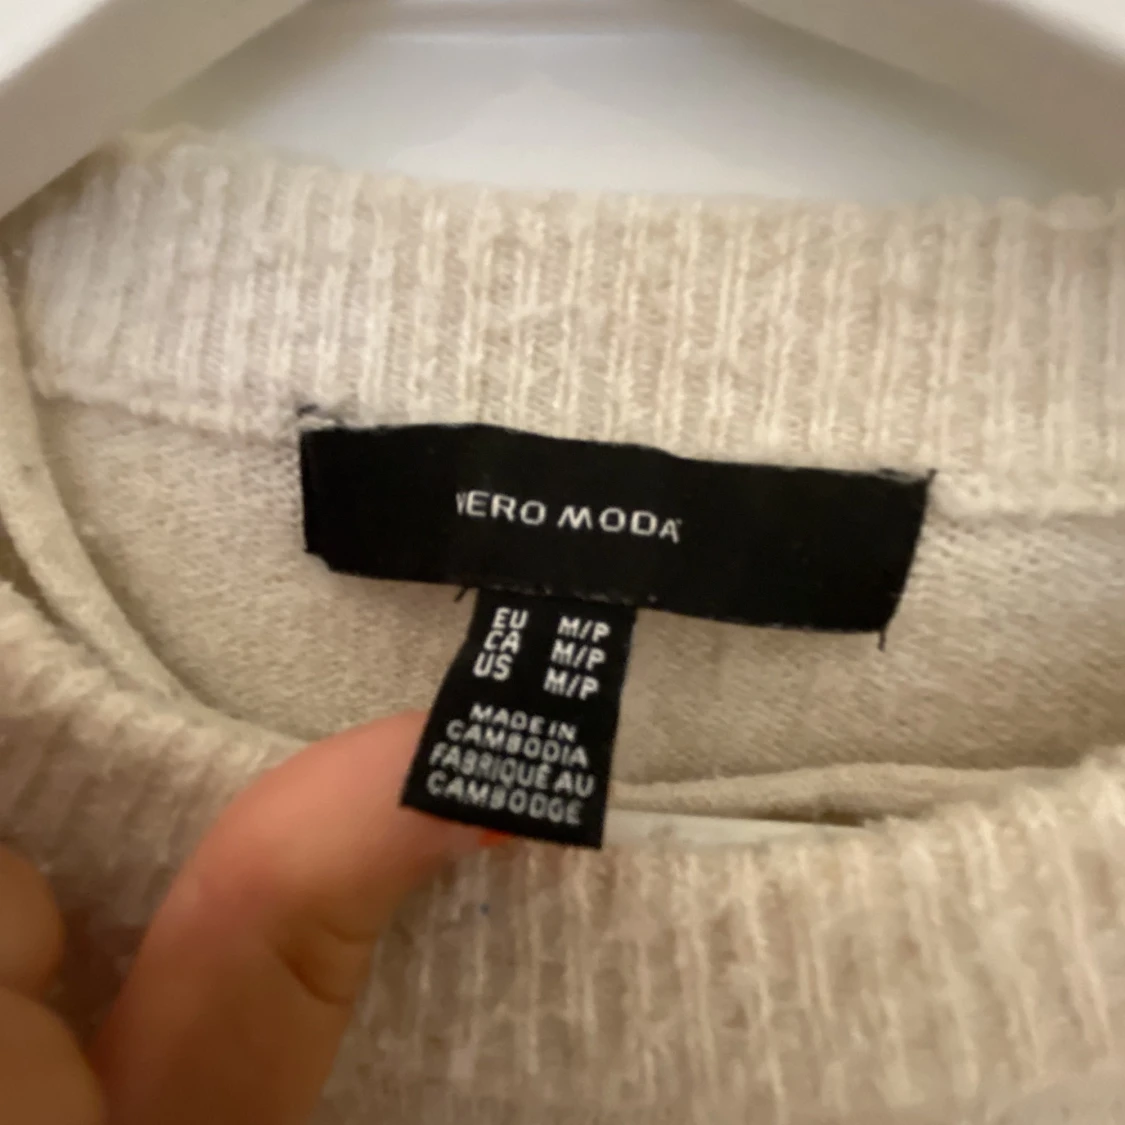 VERO MODA
EU M/P
CA M/P
US M/P
MADE IN
CAMBODIA
FABRIQUÉ AU
CAMBODGE